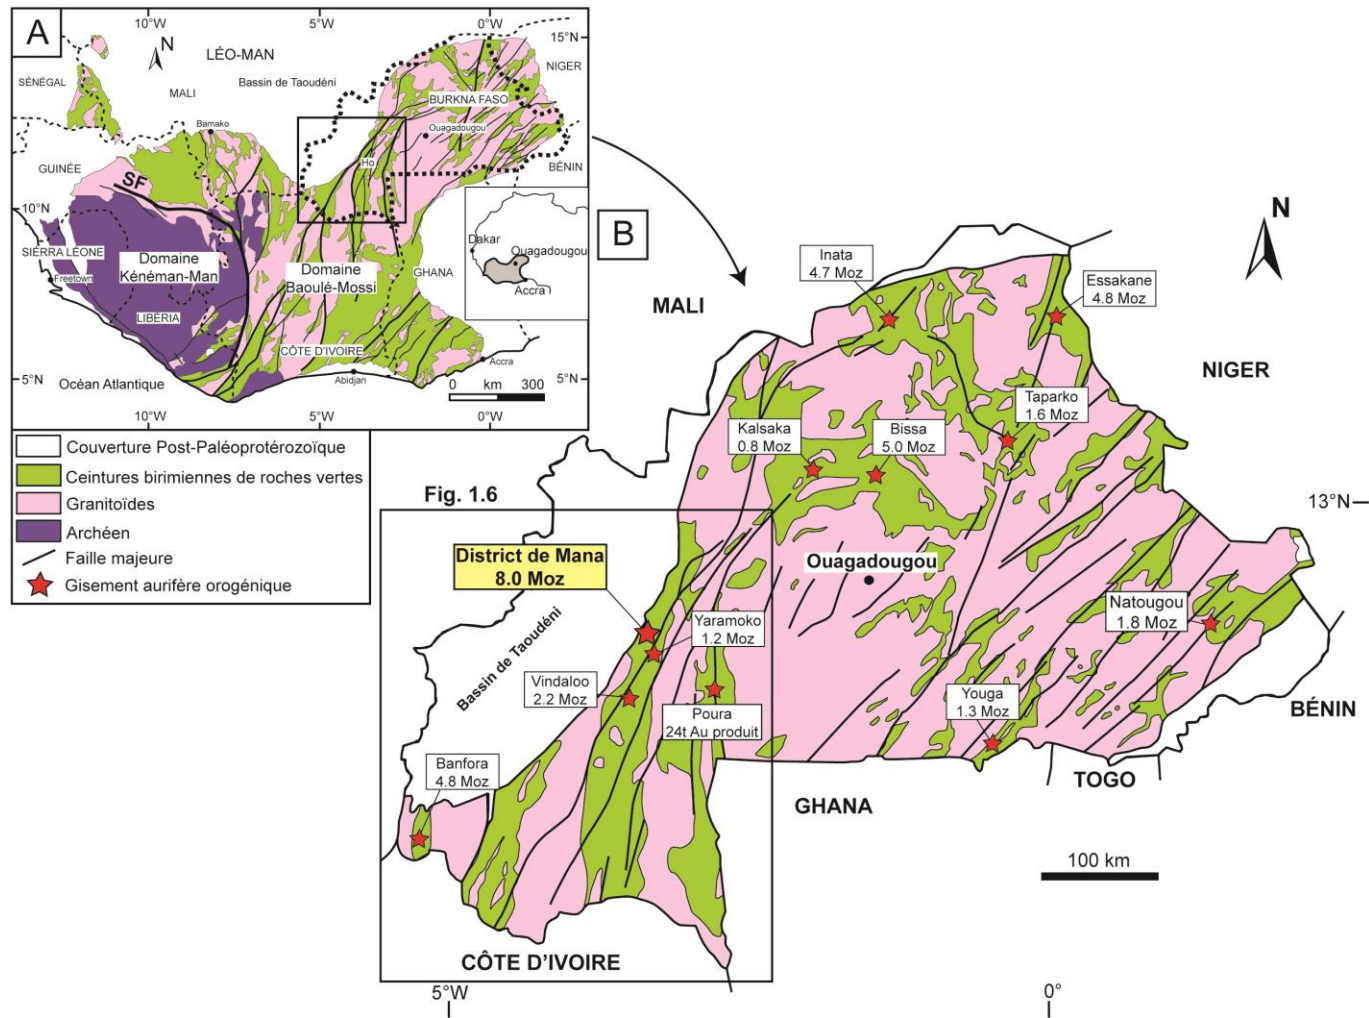 A
10°W
5°W
0°W
N
LÉO-MAN
15°N
NIGER
SÉNÉGAL
MALI
Bassin de Taoudéni
BURKNA FASO
Bamako
Ouagadougou
GUINÉE
Ho
BÉNIN
SF
10°N
B
Dakar
Ouagadougou
Accra
SIERRA LÉONE
Freetown
Domaine
Kénéman-Man
Domaine
Baoulé-Mossi
GHANA
LIBÉRIA
CÔTE D'IVOIRE
Accra
Océan Atlantique
Abidjan
0 km 300
5°N
5°N
10°W
5°W
0°W
Couverture Post-Paléoprotérozoïque
Ceintures birimiennes de roches vertes
Granitoïdes
Archéen
Faille majeure
Gisement aurifère orogénique
N
MALI
NIGER
Inata
4.7 Moz
Essakane
4.8 Moz
Taparko
1.6 Moz
Kalsaka
0.8 Moz
Bissa
5.0 Moz
13°N
Fig. 1.6
District de Mana
8.0 Moz
Ouagadougou
Natougou
1.8 Moz
Yaramoko
1.2 Moz
Bassin de Taoudéni
Vindaloo
2.2 Moz
Poura
24t Au produit
Youga
1.3 Moz
BÉNIN
Banfora
4.8 Moz
TOGO
GHANA
100 km
CÔTE D'IVOIRE
5°W
0°